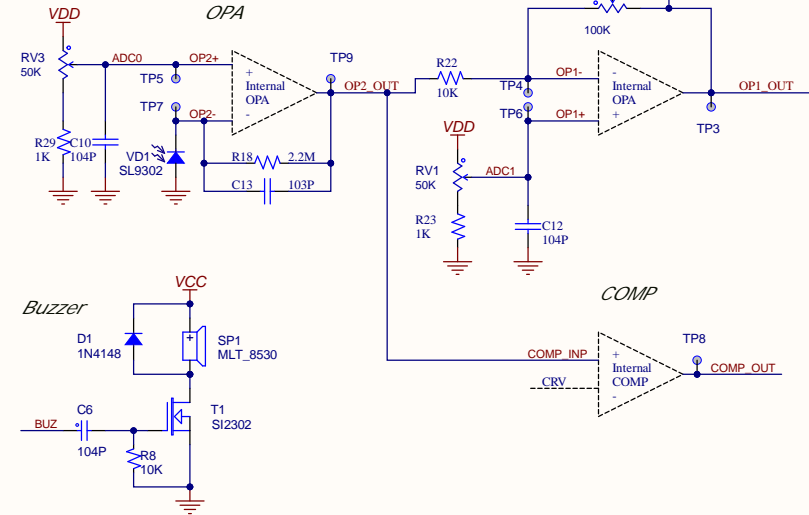 OPA
VDD
RV3
50K
ADC0
OP2+
TP5
TP7
OP2-
+
Internal
OPA
-
TP9
OP2_OUT
R29
1K
C10
104P
VD1
SL9302
R18
2.2M
C13
103P
R22
10K
100K
TP4
OP1-
TP6
OP1+
-
Internal
OPA
+
OP1_OUT
TP3
VDD
RV1
50K
ADC1
R23
1K
C12
104P
Buzzer
VCC
D1
1N4148
+
SP1
MLT_8530
C6
104P
BUZ
T1
SI2302
R8
10K
COMP
COMP_INP
CRV
+
Internal
COMP
-
TP8
COMP_OUT